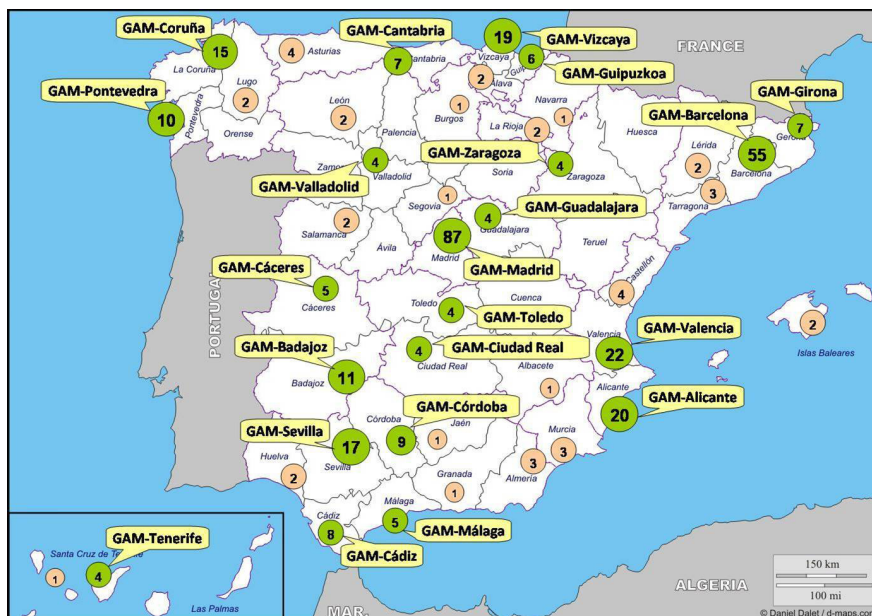 GAM-Coruña
GAM-Cantabria
19
GAM-Vizcaya
FRANCE
15
4
Asturias
7
Cantabria
Vizcaya
6
GAM-Guipuzkoa
La Coruña
Lugo
2
Álava
GAM-Girona
GAM-Pontevedra
2
León
2
1
Burgos
Navarra
1
GAM-Barcelona
7
Gerona
10
Pontevedra
Orense
Palencia
La Rioja
2
Huesca
Lérida
55
GAM-Zaragoza
2
Barcelona
4
4
Zaragoza
Valladolid
Soria
3
Tarragona
GAM-Valladolid
Segovia
1
2
Salamanca
4
GAM-Guadalajara
Guadalajara
Teruel
Ávila
87
Madrid
GAM-Madrid
Castellón
GAM-Cáceres
5
Cáceres
Toledo
4
Cuenca
4
PORTUGAL
GAM-Toledo
2
Islas Baleares
Valencia
GAM-Valencia
GAM-Badajoz
4
GAM-Ciudad Real
22
Ciudad Real
Albacete
11
Badajoz
1
Alicante
GAM-Alicante
20
GAM-Córdoba
Córdoba
GAM-Sevilla
9
1
Jaén
Murcia
17
3
3
Huelva
2
Sevilla
Granada
1
Almería
Málaga
Cádiz
5
GAM-Málaga
8
GAM-Cádiz
GAM-Tenerife
Santa Cruz de Tenerife
1
4
Las Palmas
MAR.
ALGERIA
150 km
100 mi
© Daniel Dalet / d-maps.com